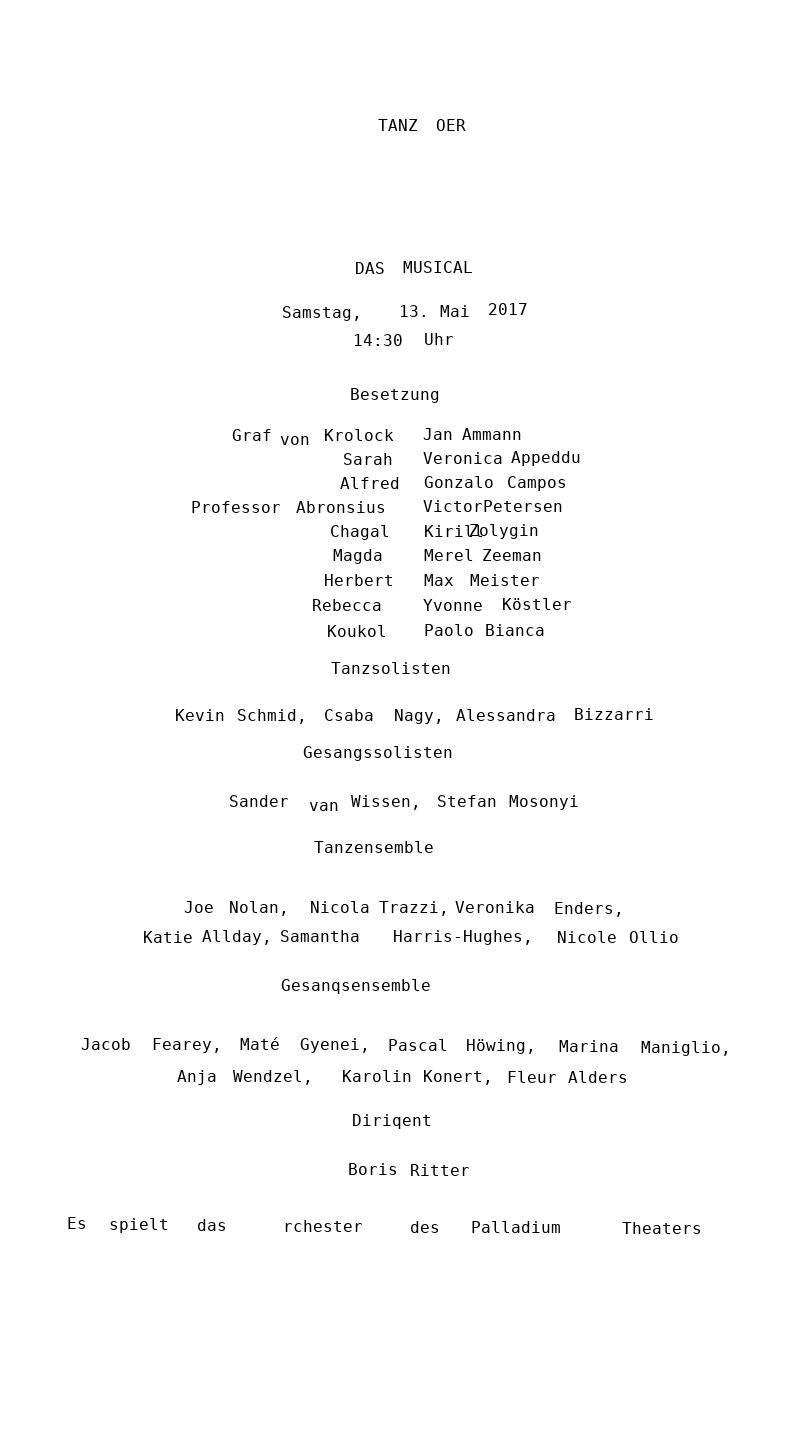 TANZ OER
DAS MUSICAL
Samstag, 13. Mai 2017
14:30 Uhr
Besetzung
Graf von Krolock Jan Ammann
Sarah Veronica Appeddu
Alfred Gonzalo Campos
Professor Abronsius Victor Petersen
Chagal Kirill Zolygin
Magda Merel Zeeman
Herbert Max Meister
Rebecca Yvonne Köstler
Koukol Paolo Bianca
Tanzsolisten
Kevin Schmid, Csaba Nagy, Alessandra Bizzarri
Gesangssolisten
Sander van Wissen, Stefan Mosonyi
Tanzensemble
Joe Nolan, Nicola Trazzi, Veronika Enders,
Katie Allday, Samantha Harris-Hughes, Nicole Ollio
Gesanqsensemble
Jacob Fearey, Maté Gyenei, Pascal Höwing, Marina Maniglio,
Anja Wendzel, Karolin Konert, Fleur Alders
Diriqent
Boris Ritter
Es spielt das rchester des Palladium Theaters